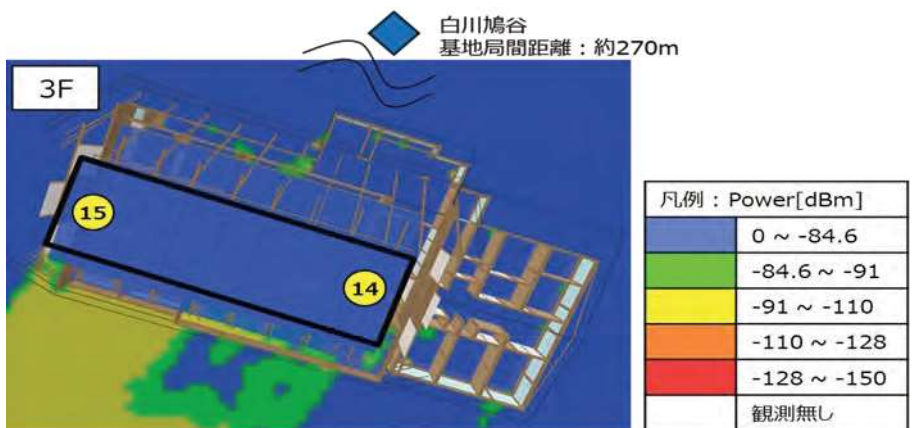 白川鳩谷
基地局間距離：約270m
3F
15
14
凡例：Power[dBm]
0 ~ -84.6
-84.6 ~ -91
-91 ~ -110
-110 ~ -128
-128 ~ -150
観測無し